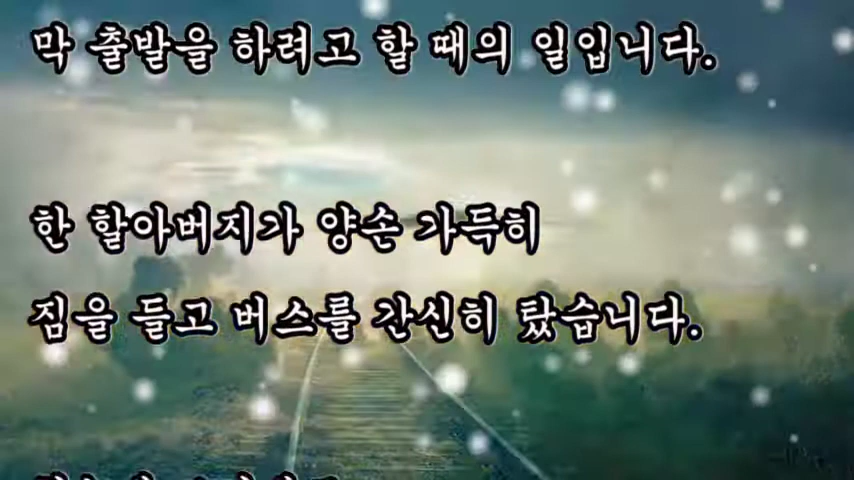 막 출발을 하려고 할 때의 일입니다.
한 할아버지가 양손 가득히
짐을 들고 버스를 간신히 탔습니다.